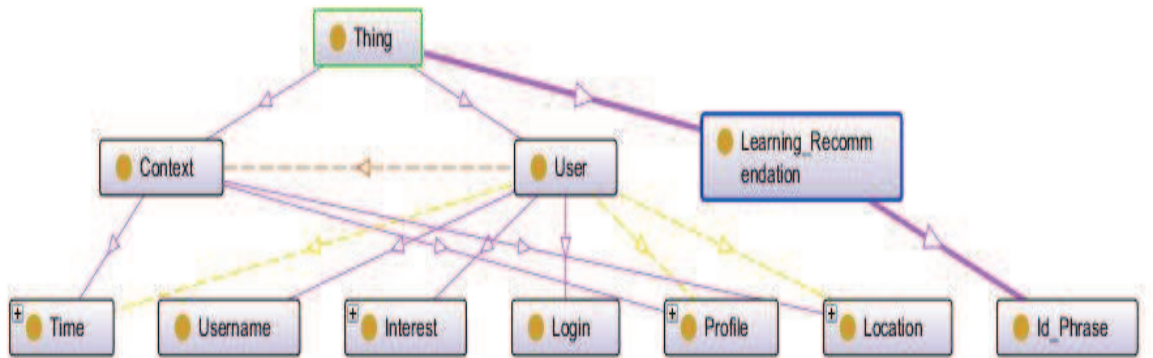 Thing
Context
User
Learning_Recomm
endation
Time
Username
Interest
Login
Profile
Location
Id_Phrase